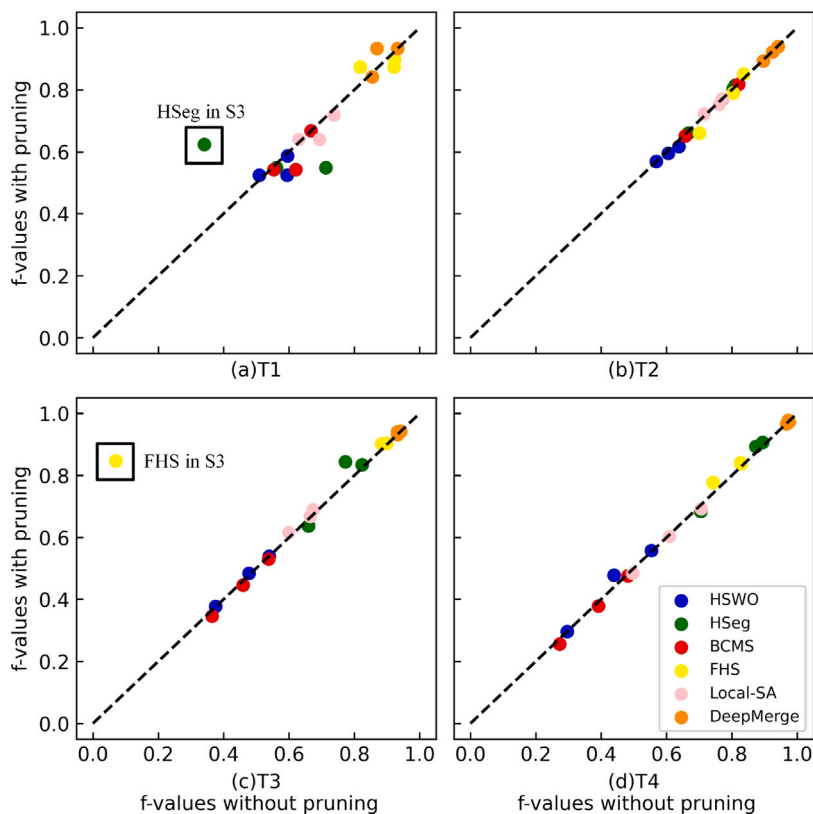 1.0
0.8
0.6
0.4
0.2
0.0
f-values with pruning
HSeg in S3
(a)T1
(b)T2
1.0
0.8
0.6
0.4
0.2
0.0
f-values with pruning
FHS in S3
HSWO
HSeg
BCMS
FHS
Local-SA
DeepMerge
0.0 0.2 0.4 0.6 0.8 1.0
0.0 0.2 0.4 0.6 0.8 1.0
(c)T3
(d)T4
f-values without pruning
f-values without pruning